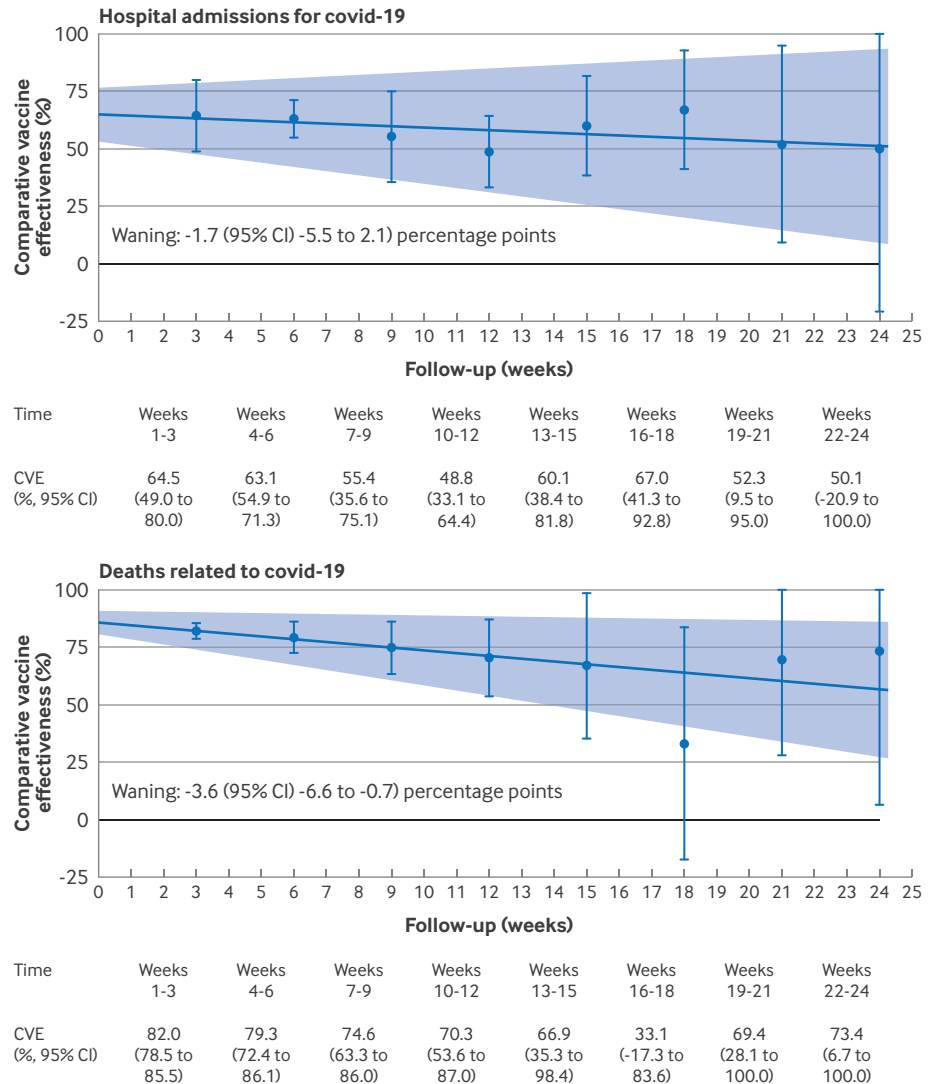 Hospital admissions for covid-19
Comparative vaccine
effectiveness (%)
100
75
50
25
0
-25
Waning: -1.7 (95% CI) -5.5 to 2.1) percentage points
0 1 2 3 4 5 6 7 8 9 10 11 12 13 14 15 16 17 18 19 20 21 22 23 24 25
Follow-up (weeks)
Time Weeks Weeks Weeks Weeks Weeks Weeks Weeks Weeks
1-3 4-6 7-9 10-12 13-15 16-18 19-21 22-24
CVE 64.5 63.1 55.4 48.8 60.1 67.0 52.3 50.1
(%, 95% CI) (49.0 to (54.9 to (35.6 to (33.1 to (38.4 to (41.3 to (9.5 to (-20.9 to
80.0) 71.3) 75.1) 64.4) 81.8) 92.8) 95.0) 100.0)
Deaths related to covid-19
Comparative vaccine
effectiveness (%)
100
75
50
25
0
-25
Waning: -3.6 (95% CI) -6.6 to -0.7) percentage points
0 1 2 3 4 5 6 7 8 9 10 11 12 13 14 15 16 17 18 19 20 21 22 23 24 25
Follow-up (weeks)
Time Weeks Weeks Weeks Weeks Weeks Weeks Weeks Weeks
1-3 4-6 7-9 10-12 13-15 16-18 19-21 22-24
CVE 82.0 79.3 74.6 70.3 66.9 33.1 69.4 73.4
(%, 95% CI) (78.5 to (72.4 to (63.3 to (53.6 to (35.3 to (-17.3 to (28.1 to (6.7 to
85.5) 86.1) 86.0) 87.0) 98.4) 83.6) 100.0) 100.0)